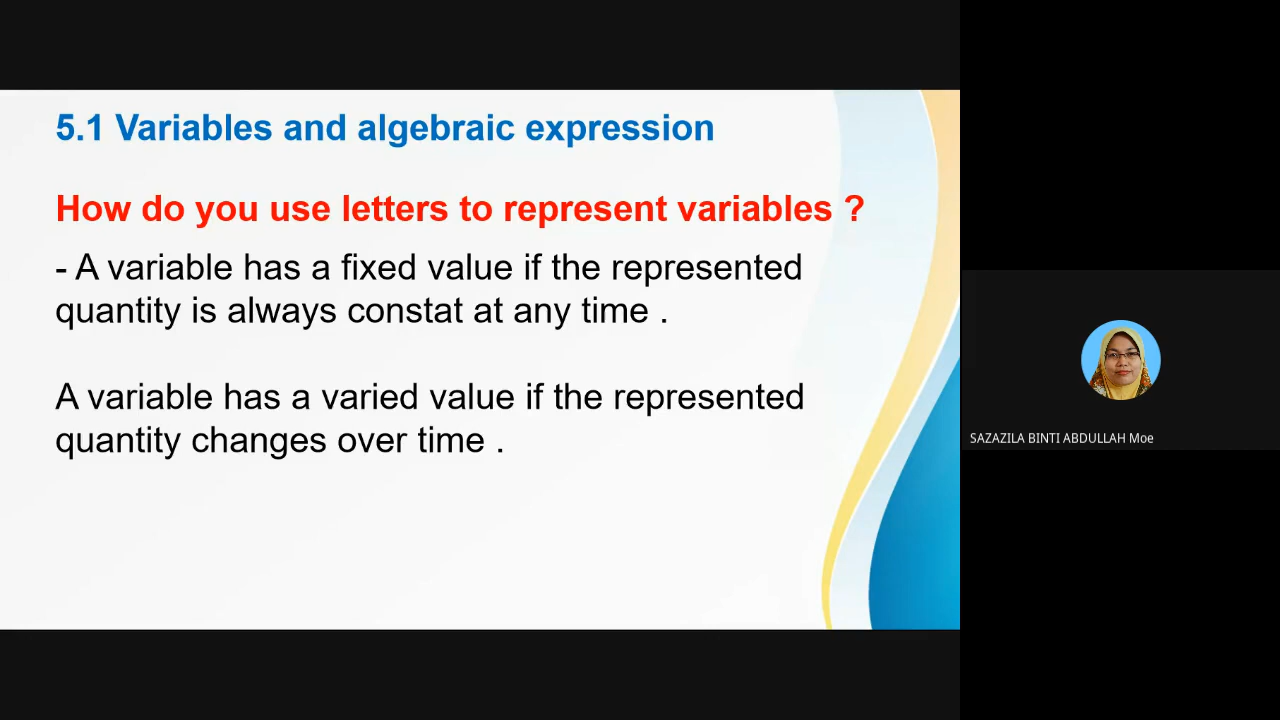 5.1 Variables and algebraic expression
How do you use letters to represent variables ?
- A variable has a fixed value if the represented
quantity is always constat at any time .
A variable has a varied value if the represented
quantity changes over time .
SAZAZILA BINTI ABDULLAH Moe